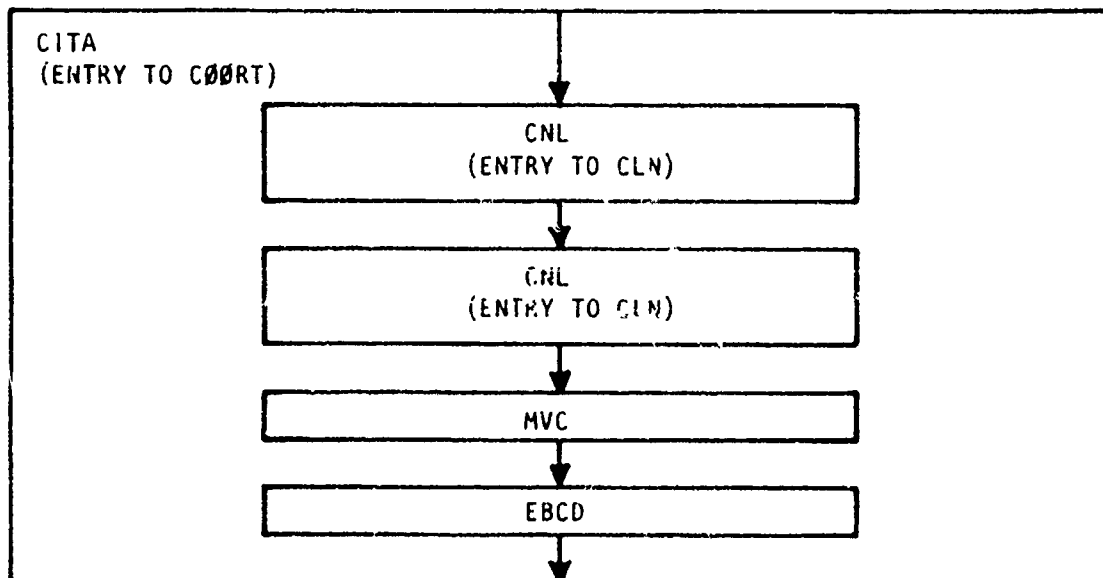 CITA
(ENTRY TO CØØRT)
CNL
(ENTRY TO CLN)
CNL
(ENTRY TO CLN)
MVC
EBCD